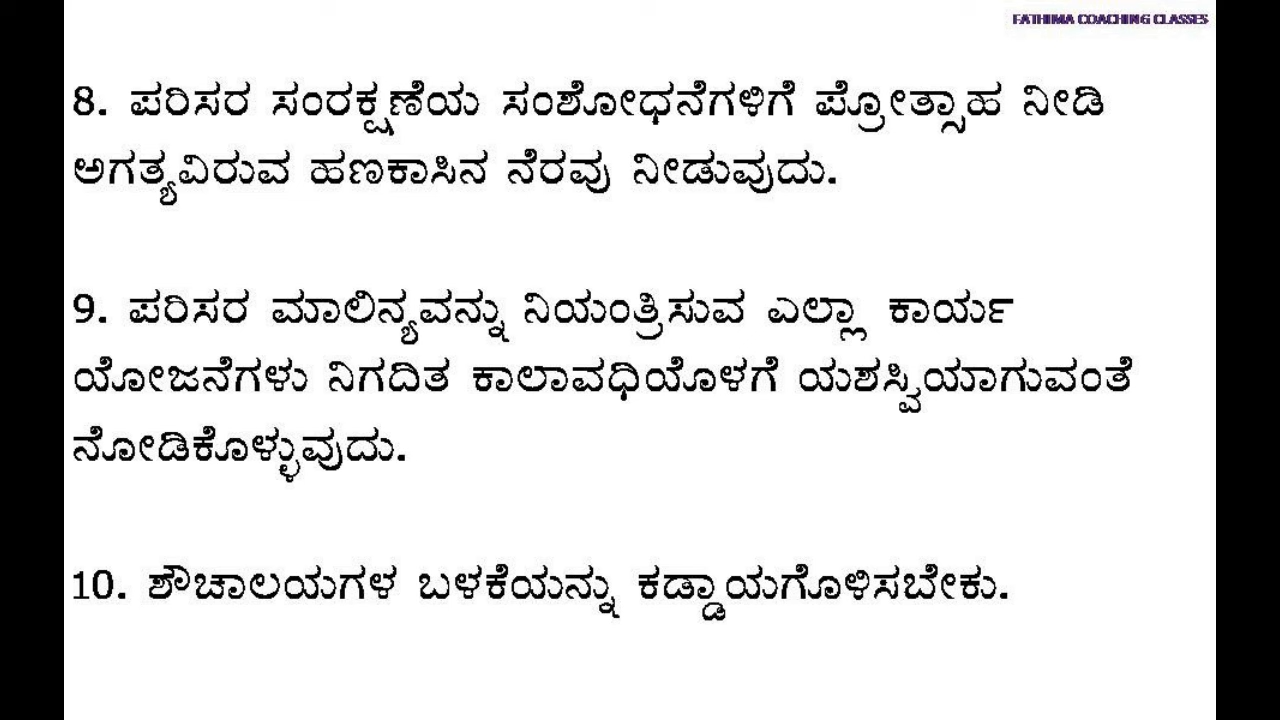 FATHIMA COACHING CLASSES
8. ಪರಿಸರ ಸಂರಕ್ಷಣೆಯ ಸಂಶೋಧನೆಗಳಿಗೆ ಪ್ರೋತ್ಸಾಹ ನೀಡಿ
ಅಗತ್ಯವಿರುವ ಹಣಕಾಸಿನ ನೆರವು ನೀಡುವುದು.
9. ಪರಿಸರ ಮಾಲಿನ್ಯವನ್ನು ನಿಯಂತ್ರಿಸುವ ಎಲ್ಲಾ ಕಾರ್ಯ
ಯೋಜನೆಗಳು ನಿಗದಿತ ಕಾಲಾವಧಿಯೊಳಗೆ ಯಶಸ್ವಿಯಾಗುವಂತೆ
ನೋಡಿಕೊಳ್ಳುವುದು.
10. ಶೌಚಾಲಯಗಳ ಬಳಕೆಯನ್ನು ಕಡ್ಡಾಯಗೊಳಿಸಬೇಕು.